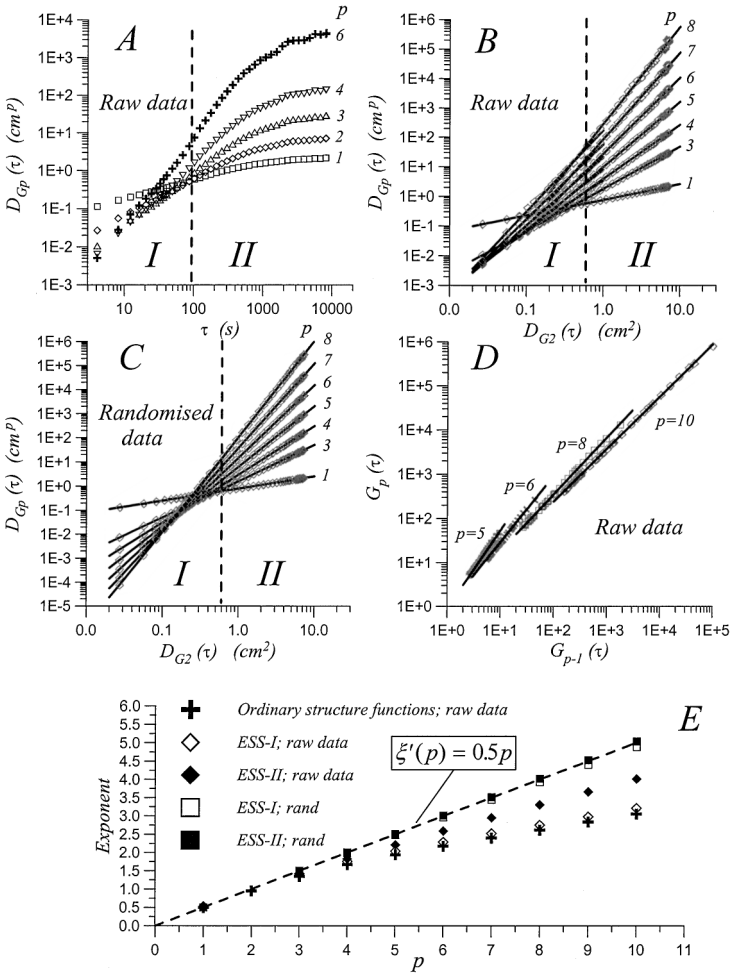 A
Raw data
p
6
4
3
2
1
I
II
1E+4
1E+3
1E+2
1E+1
1E+0
1E-1
1E-2
1E-3
D_Gp (τ) (cm^p)
10 100 1000 10000
τ (s)
B
Raw data
p
8
7
6
5
4
3
1
I
II
1E+6
1E+5
1E+4
1E+3
1E+2
1E+1
1E+0
1E-1
1E-2
1E-3
D_Gp (τ) (cm^p)
0.0 0.1 1.0 10.0
D_G2 (τ) (cm²)
C
Randomised
data
p
8
7
6
5
4
3
1
I
II
1E+6
1E+5
1E+4
1E+3
1E+2
1E+1
1E+0
1E-1
1E-2
1E-3
1E-4
1E-5
D_Gp (τ) (cm^p)
0.0 0.1 1.0 10.0
D_G2 (τ) (cm²)
D
p=10
p=8
p=6
p=5
Raw data
1E+6
1E+5
1E+4
1E+3
1E+2
1E+1
1E+0
G_p (τ)
1E+0 1E+1 1E+2 1E+3 1E+4 1E+5
G_p-1 (τ)
E
Ordinary structure functions; raw data
ESS-I; raw data
ESS-II; raw data
ESS-I; rand
ESS-II; rand
ξ′(p) = 0.5p
6.0
5.5
5.0
4.5
4.0
3.5
3.0
2.5
2.0
1.5
1.0
0.5
0.0
Exponent
0 1 2 3 4 5 6 7 8 9 10 11
p